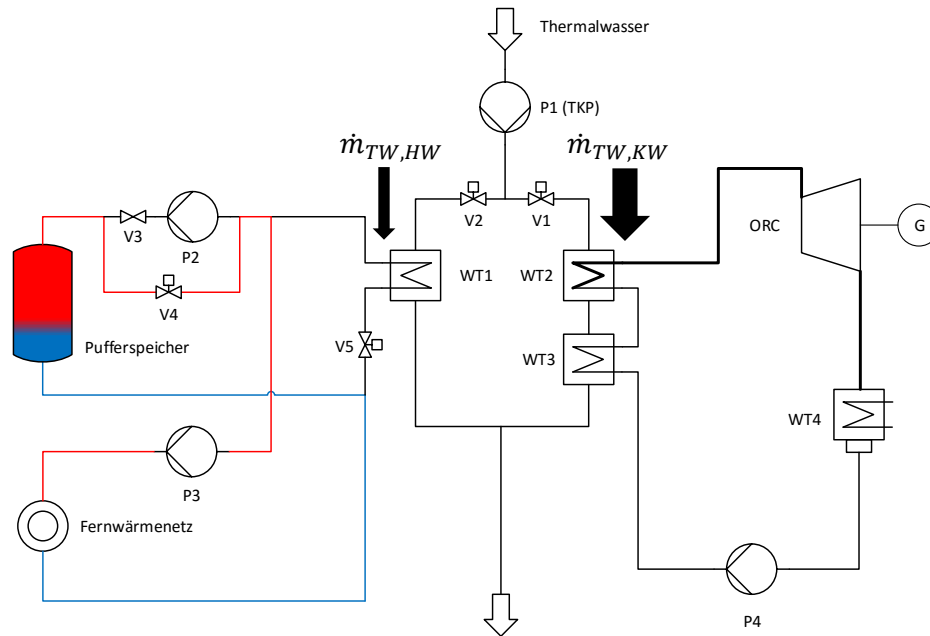 Thermalwasser
P1 (TKP)
ṁ_TW,HW
ṁ_TW,KW
V2
V1
V3
P2
ORC
G
WT1
WT2
V4
Pufferspeicher
V5
WT3
WT4
P3
Fernwärmenetz
P4